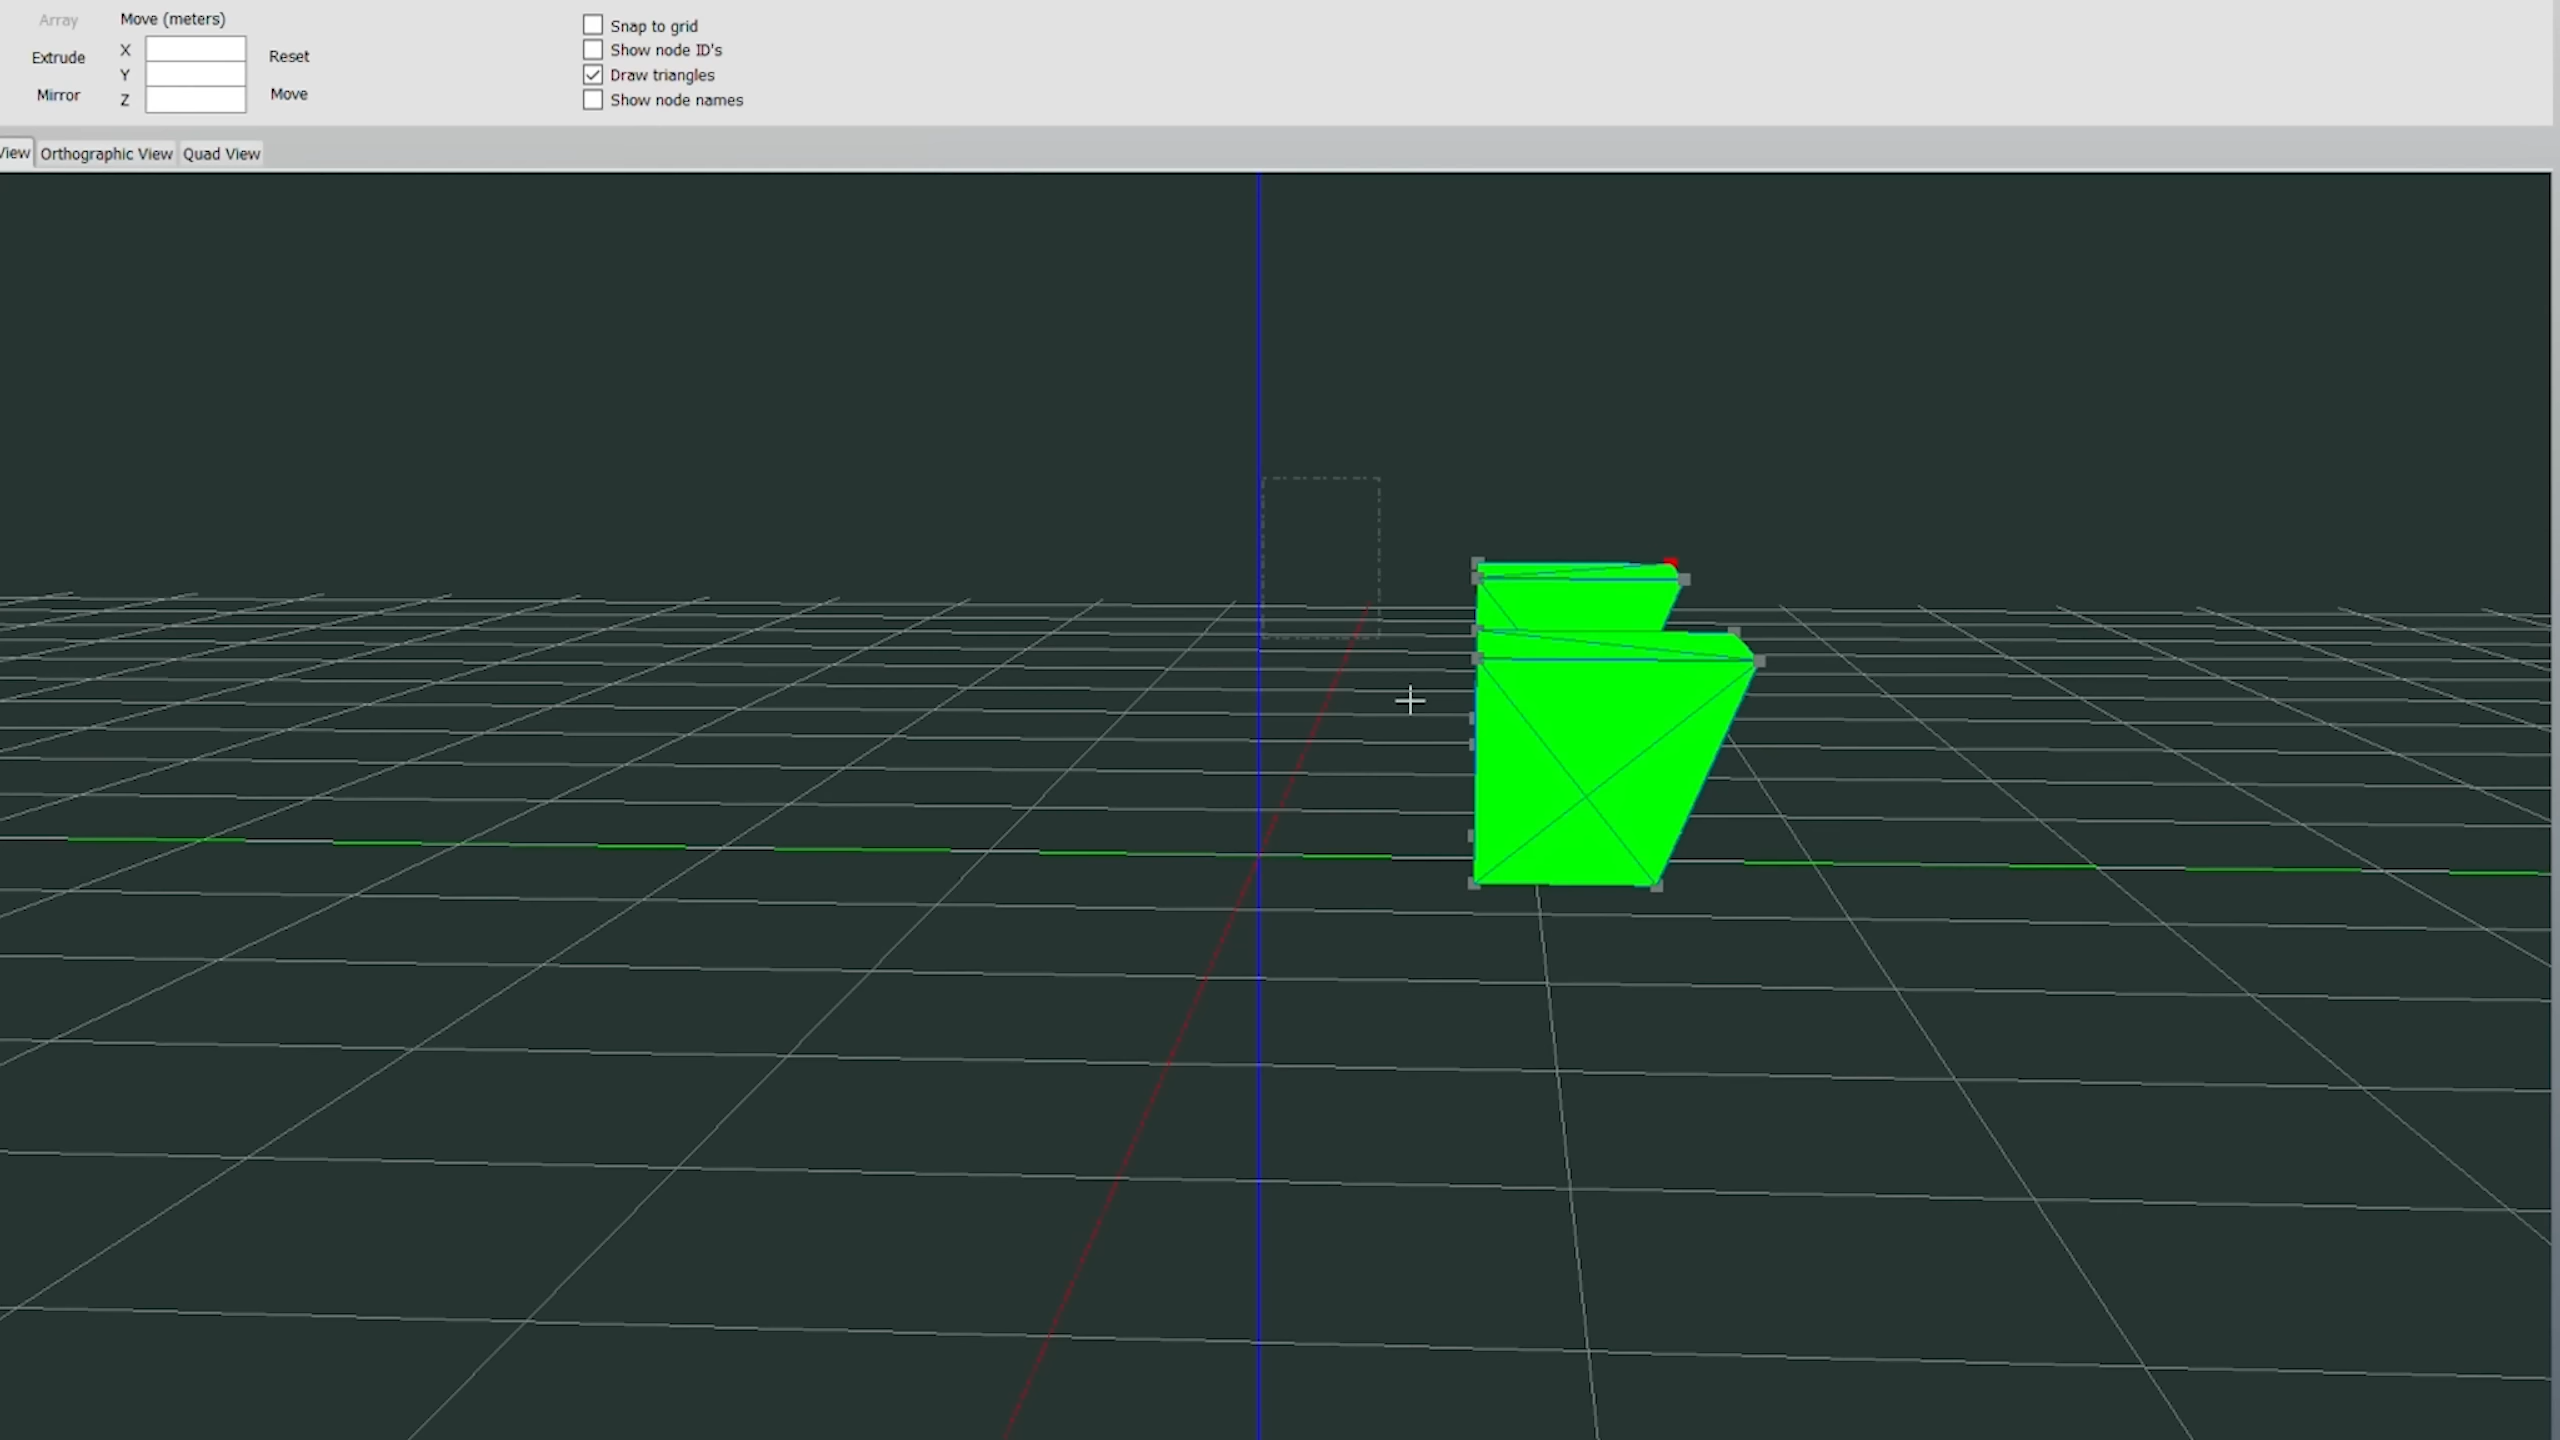 Array
Extrude
Mirror
Move (meters)
X
Y
Z
Reset
Move
Snap to grid
Show node ID's
Draw triangles
Show node names
View
Orthographic View
Quad View